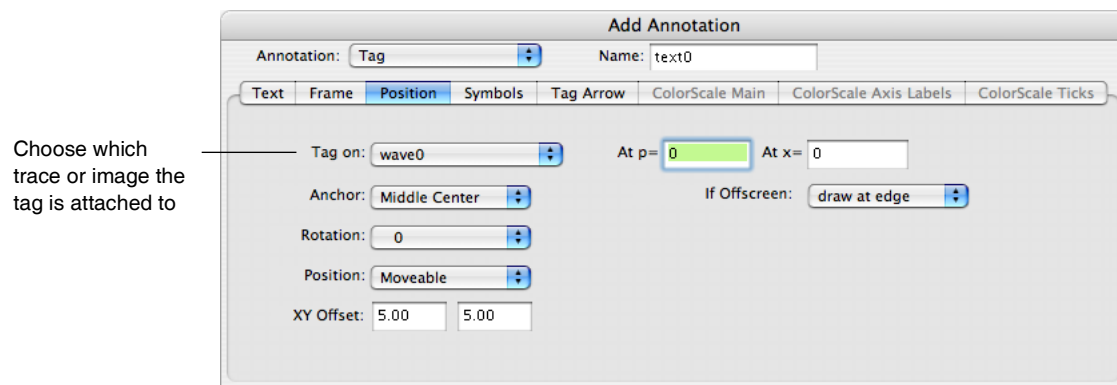 Add Annotation
Annotation: Tag Name: text0
Text Frame Position Symbols Tag Arrow ColorScale Main ColorScale Axis Labels ColorScale Ticks
Choose which
trace or image the
tag is attached to
Tag on: wave0 At p= 0 At x= 0
Anchor: Middle Center If Offscreen: draw at edge
Rotation: 0
Position: Moveable
XY Offset: 5.00 5.00